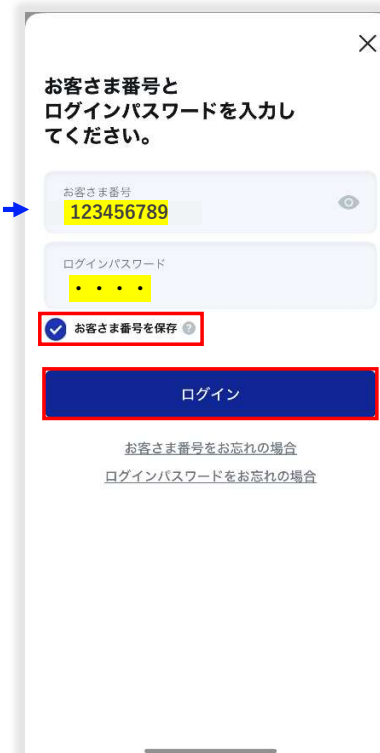 お客さま番号と
ログインパスワードを入力し
てください。
お客さま番号
123456789
ログインパスワード
・・・・
お客さま番号を保存 ?
ログイン
お客さま番号をお忘れの場合
ログインパスワードをお忘れの場合